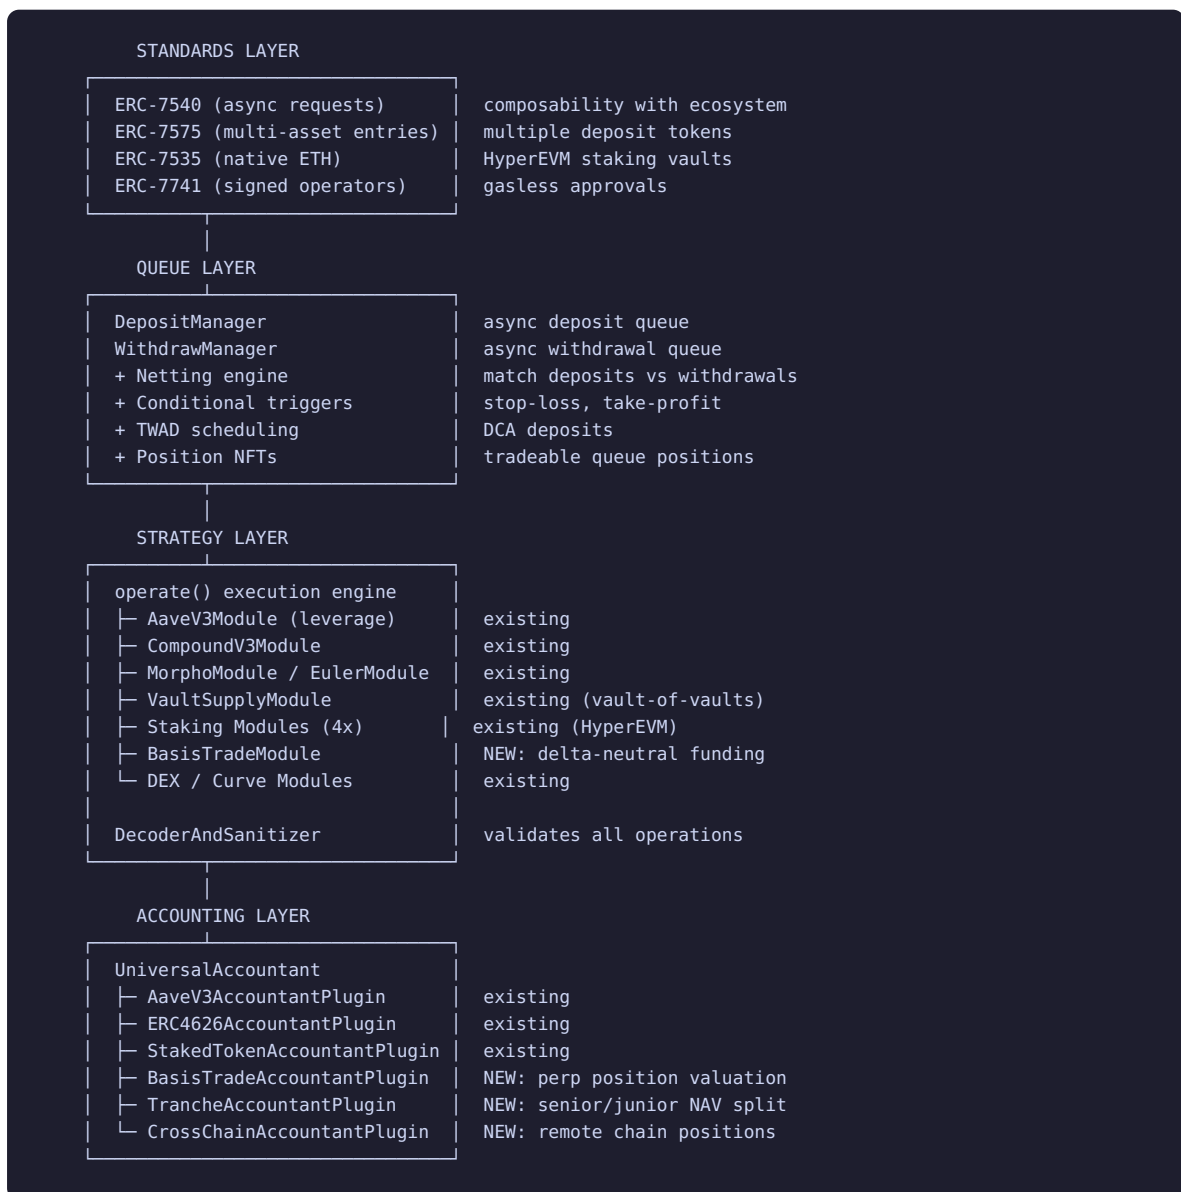 STANDARDS LAYER
ERC-7540 (async requests) composability with ecosystem
ERC-7575 (multi-asset entries) multiple deposit tokens
ERC-7535 (native ETH) HyperEVM staking vaults
ERC-7741 (signed operators) gasless approvals
QUEUE LAYER
DepositManager async deposit queue
WithdrawManager async withdrawal queue
+ Netting engine match deposits vs withdrawals
+ Conditional triggers stop-loss, take-profit
+ TWAD scheduling DCA deposits
+ Position NFTs tradeable queue positions
STRATEGY LAYER
operate() execution engine
├─ AaveV3Module (leverage) existing
├─ CompoundV3Module existing
├─ MorphoModule / EulerModule existing
├─ VaultSupplyModule existing (vault-of-vaults)
├─ Staking Modules (4x) existing (HyperEVM)
├─ BasisTradeModule NEW: delta-neutral funding
└─ DEX / Curve Modules existing
DecoderAndSanitizer validates all operations
ACCOUNTING LAYER
UniversalAccountant
├─ AaveV3AccountantPlugin existing
├─ ERC4626AccountantPlugin existing
├─ StakedTokenAccountantPlugin existing
├─ BasisTradeAccountantPlugin NEW: perp position valuation
├─ TrancheAccountantPlugin NEW: senior/junior NAV split
└─ CrossChainAccountantPlugin NEW: remote chain positions